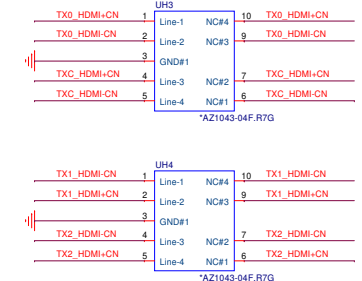 UH3
TX0_HDMI+CN 1 Line-1 NC#4 10 TX0_HDMI+CN
TX0_HDMI-CN 2 Line-2 NC#3 9 TX0_HDMI-CN
3 GND#1
TXC_HDMI+CN 4 Line-3 NC#2 7 TXC_HDMI+CN
TXC_HDMI-CN 5 Line-4 NC#1 6 TXC_HDMI-CN
*AZ1043-04F.R7G
UH4
TX1_HDMI-CN 1 Line-1 NC#4 10 TX1_HDMI-CN
TX1_HDMI+CN 2 Line-2 NC#3 9 TX1_HDMI+CN
3 GND#1
TX2_HDMI-CN 4 Line-3 NC#2 7 TX2_HDMI-CN
TX2_HDMI+CN 5 Line-4 NC#1 6 TX2_HDMI+CN
*AZ1043-04F.R7G